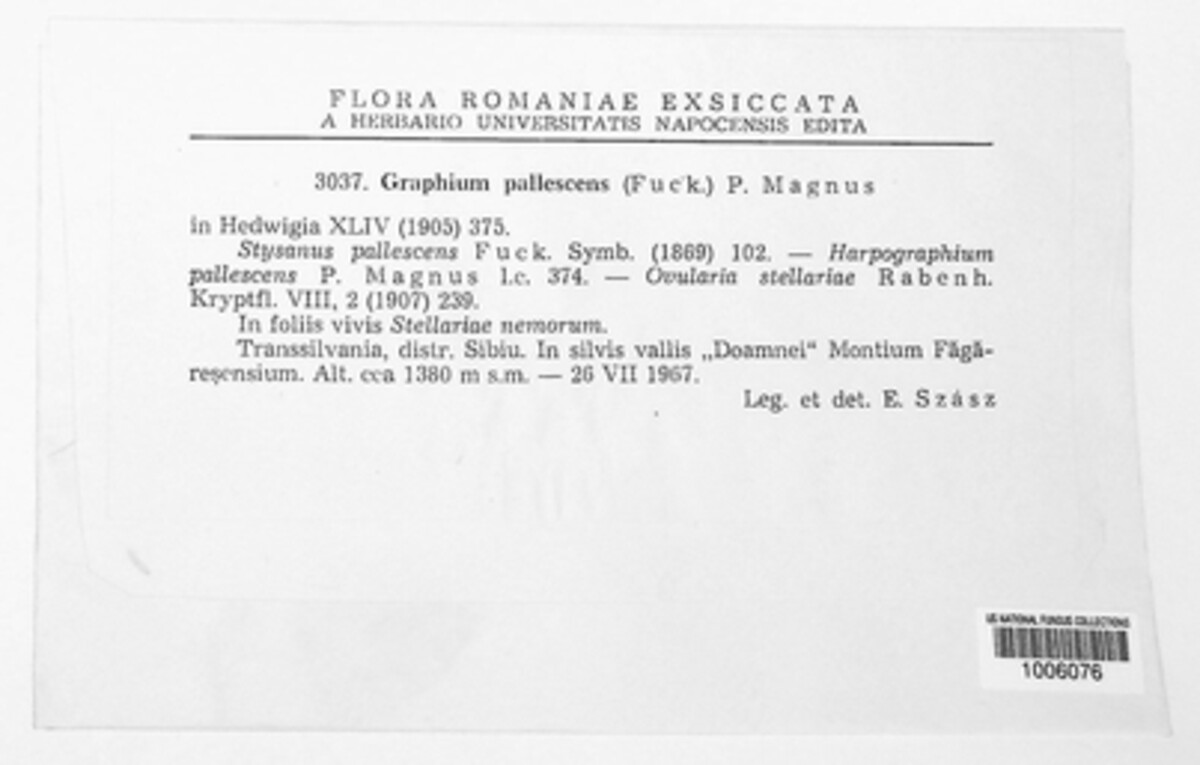 FLORA ROMANIAE EXSICCATA
A HERBARIO UNIVERSITATIS NAPOCENSIS EDITA
3037. Graphium pallescens (Fuck.) P. Magnus
in Hedwigia XLIV (1905) 375.
Stysanus pallescens Fuck. Symb. (1869) 102. — Harpographium
pallescens P. Magnus l.c. 374. — Ovularia stellariae Rabenh.
Kryptfl. VIII, 2 (1907) 239.
In foliis vivis Stellariae nemorum.
Transsilvania, distr. Sibiu. In silvis vallis „Doamnei“ Montium Făgă-
reşensium. Alt. cca 1380 m s.m. — 26 VII 1967.
Leg. et det. E. Szász
US NATIONAL FUNGUS COLLECTIONS
1006076